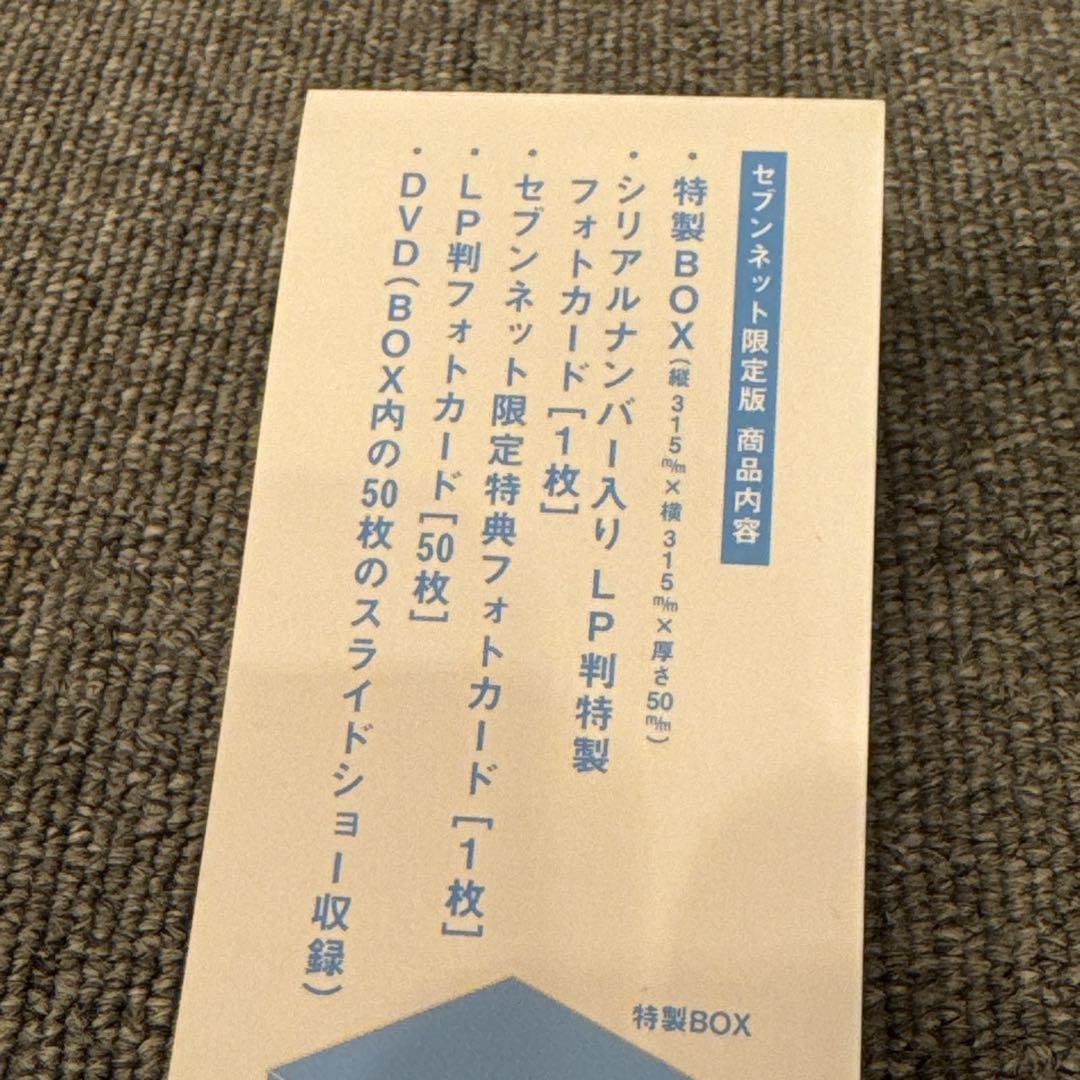 セブンネット限定版 商品内容
・特製BOX(縦315㎜×横315㎜×厚さ50㎜)
・シリアルナンバー入りLP判特製
フォトカード[1枚]
・セブンネット限定特典フォトカード[1枚]
・LP判フォトカード[50枚]
・DVD(BOX内の50枚のスライドショー収録)
特製BOX